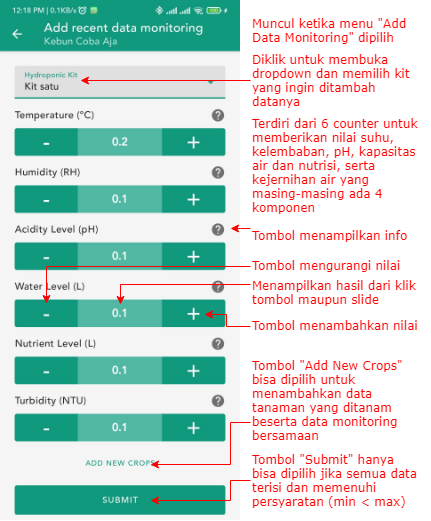 12:18 PM | 0.1KB/s
Add recent data monitoring
Kebun Coba Aja
Hydroponic Kit
Kit satu
Temperature (°C)
?
-
0.2
+
Humidity (RH)
?
-
0.1
+
Acidity Level (pH)
?
-
0.1
+
Water Level (L)
?
-
0.1
+
Nutrient Level (L)
?
-
0.1
+
Turbidity (NTU)
?
-
0.1
+
ADD NEW CROPS
SUBMIT
Muncul ketika menu "Add
Data Monitoring" dipilih
Diklik untuk membuka
dropdown dan memilih kit
yang ingin ditambah
datanya
Terdiri dari 6 counter untuk
memberikan nilai suhu,
kelembaban, pH, kapasitas
air dan nutrisi, serta
kejernihan air yang
masing-masing ada 4
komponen
Tombol menampilkan info
Tombol mengurangi nilai
Menampilkan hasil dari klik
tombol maupun slide
Tombol menambahkan nilai
Tombol "Add New Crops"
bisa dipilih untuk
menambahkan data
tanaman yang ditanam
beserta data monitoring
bersamaan
Tombol "Submit" hanya
bisa dipilih jika semua data
terisi dan memenuhi
persyaratan (min < max)